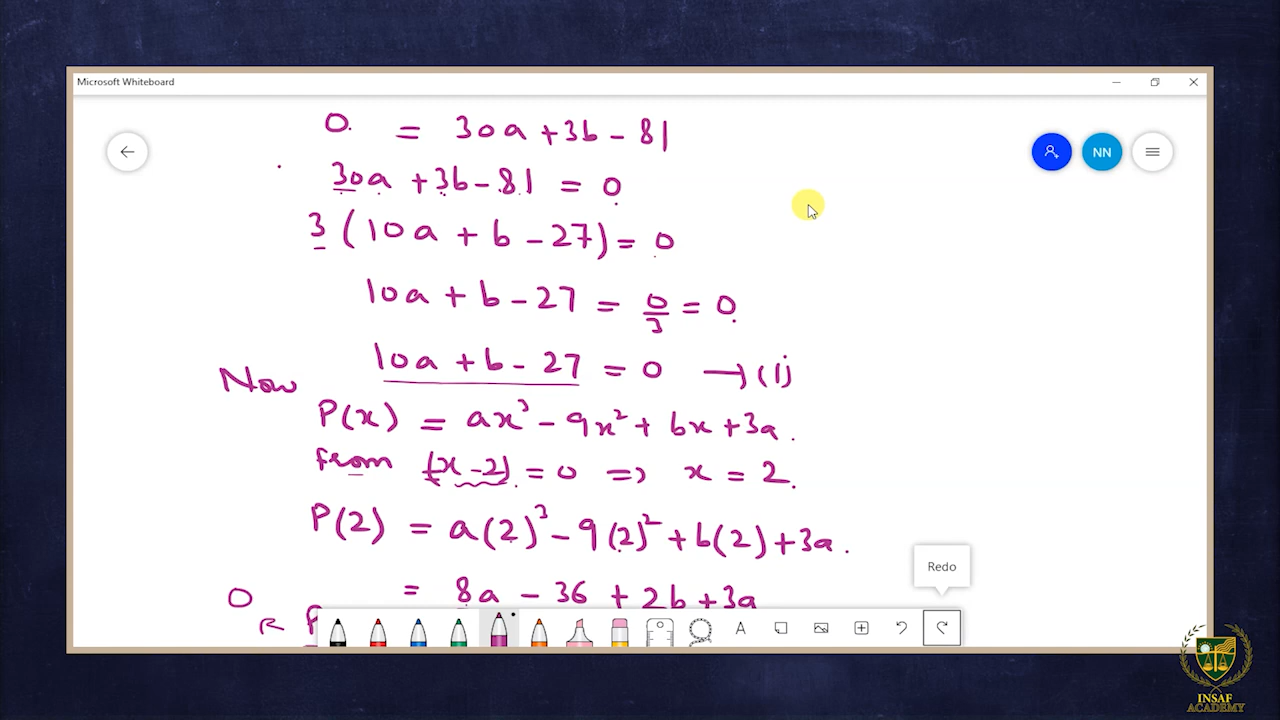 Microsoft Whiteboard
0. = 30a + 3b - 81
30a + 3b - 81 = 0
3 (10a + b - 27) = 0
10a + b - 27 = 0/3 = 0
10a + b - 27 = 0 → (1)
Now
P(x) = ax³ - 9x² + bx + 3a.
from (x - 2) = 0 => x = 2.
P(2) = a(2)³ - 9(2)² + b(2) + 3a.
= 8a - 36 + 2b + 3a
0
R
NN
Redo
A
INSAF
ACADEMY